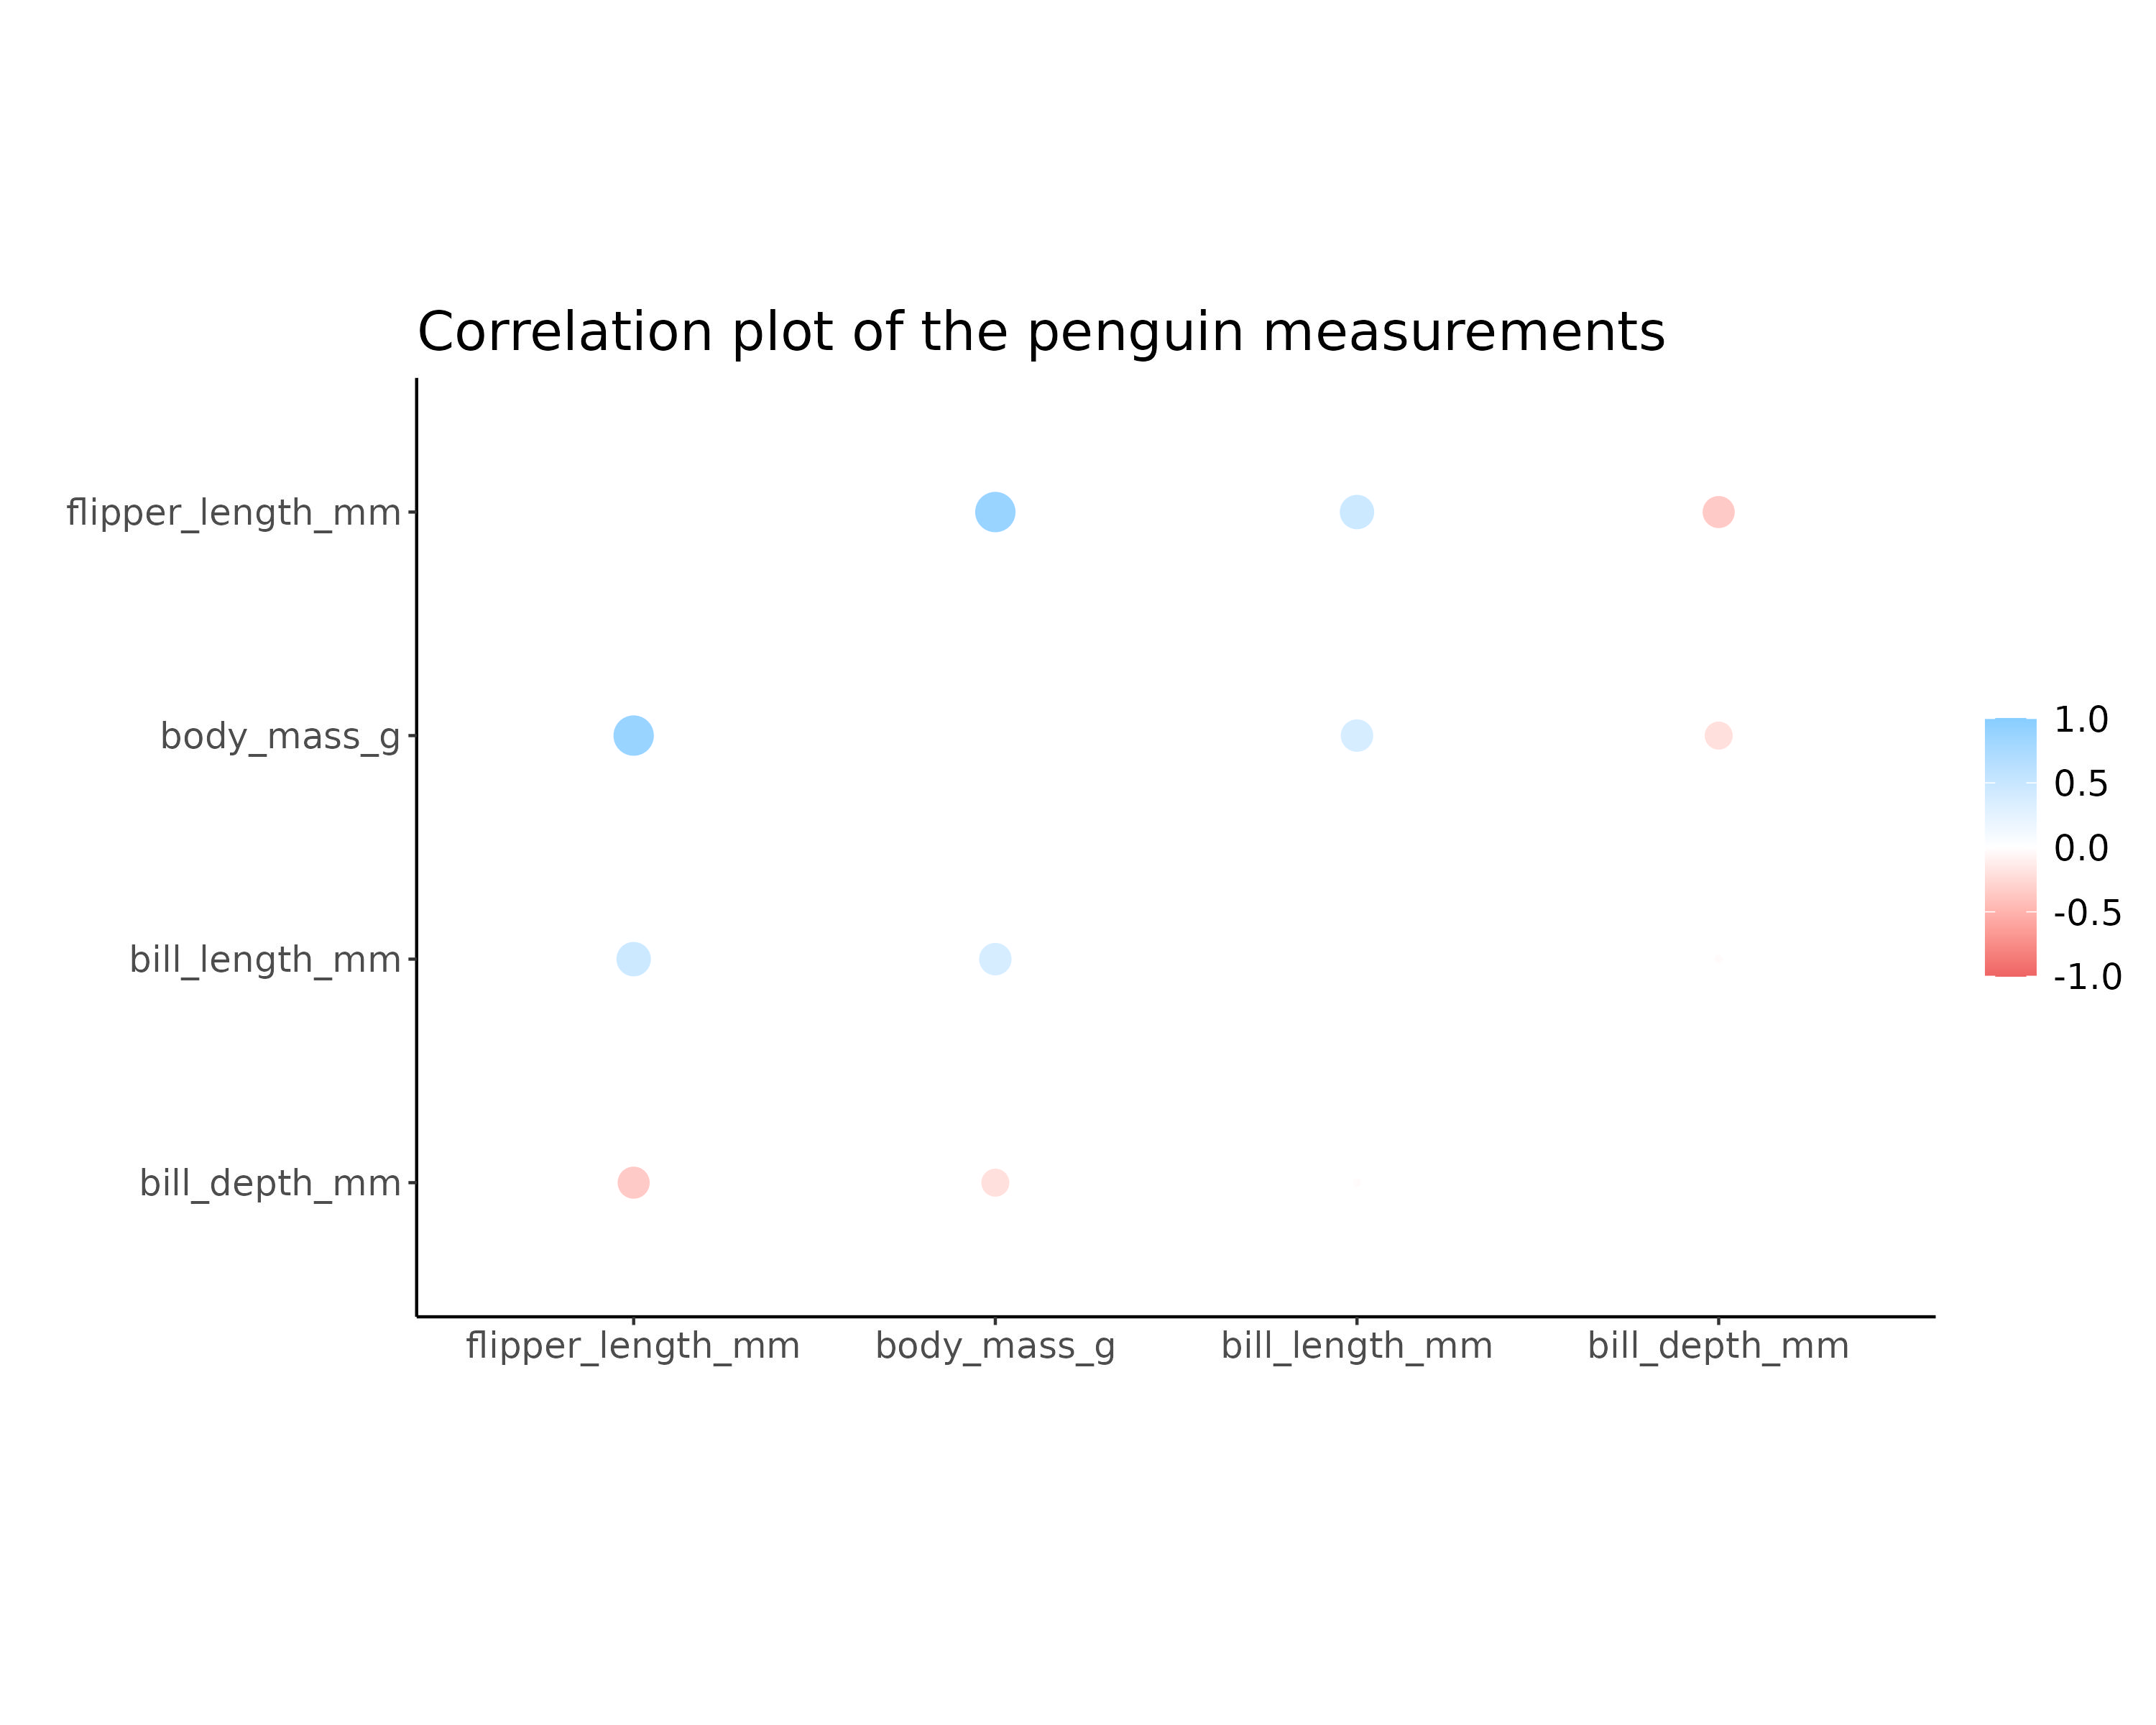 Correlation plot of the penguin measurements
flipper_length_mm
body_mass_g
bill_length_mm
bill_depth_mm
flipper_length_mm body_mass_g bill_length_mm bill_depth_mm
1.0
0.5
0.0
-0.5
-1.0